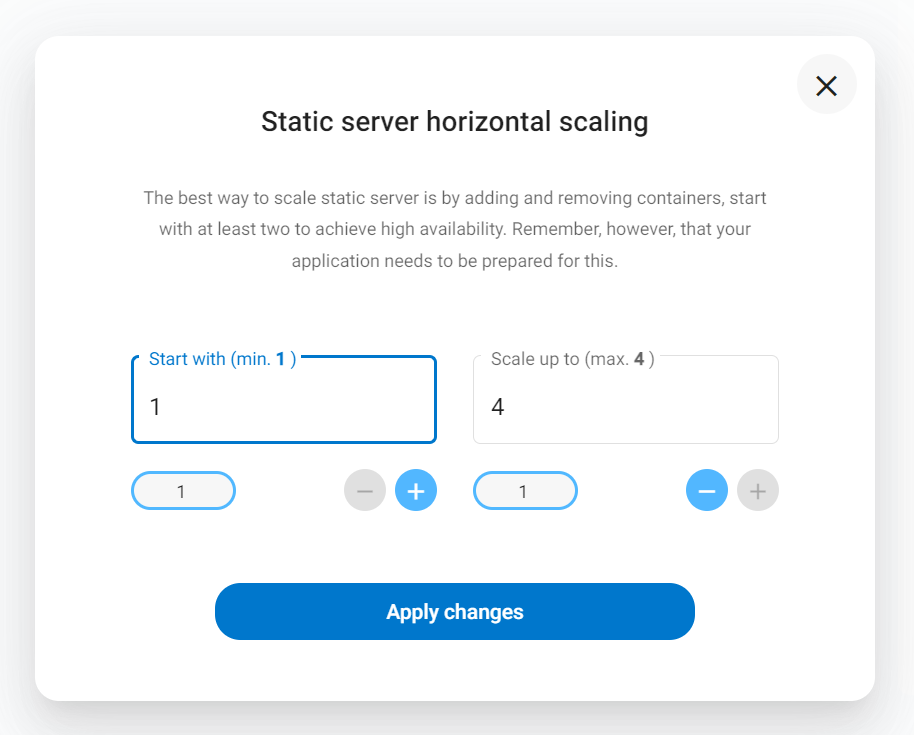 Static server horizontal scaling
The best way to scale static server is by adding and removing containers, start
with at least two to achieve high availability. Remember, however, that your
application needs to be prepared for this.
Start with (min. 1 )
Scale up to (max. 4 )
1
4
1
1
Apply changes